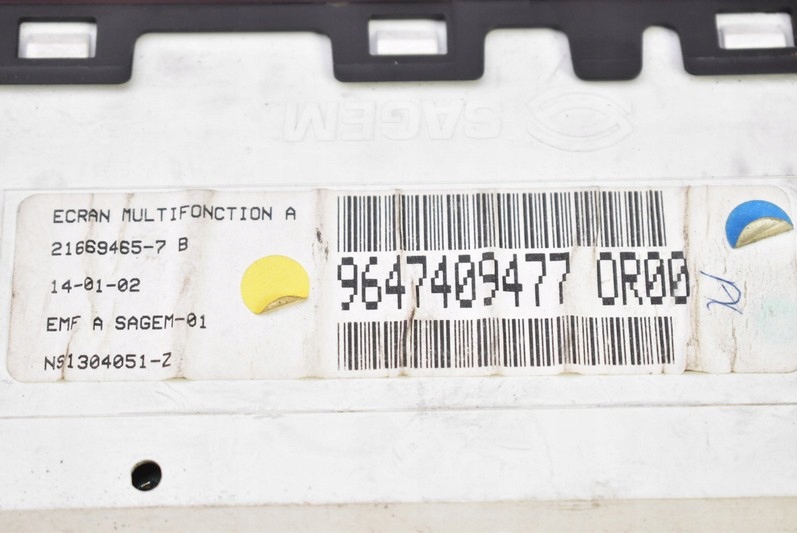 SAGEM
ECRAN MULTIFONCTION A
21669465-7 B
14-01-02
EMF A SAGEM-01
NS1304051-Z
9647409477 0R00